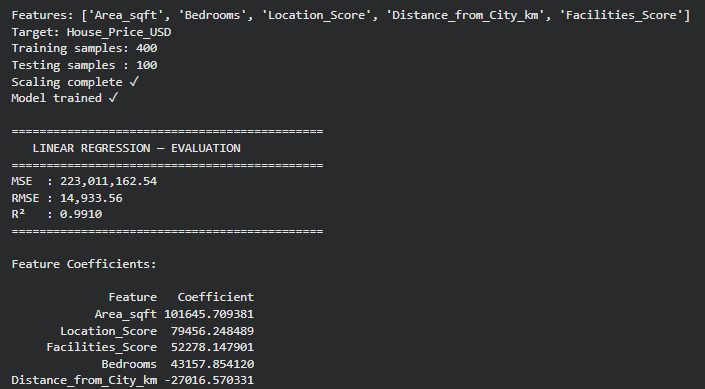 Features: ['Area_sqft', 'Bedrooms', 'Location_Score', 'Distance_from_City_km', 'Facilities_Score']
Target: House_Price_USD
Training samples: 400
Testing samples : 100
Scaling complete ✓
Model trained ✓
============================================
   LINEAR REGRESSION — EVALUATION
============================================
MSE  : 223,011,162.54
RMSE : 14,933.56
R²   : 0.9910
============================================
Feature Coefficients:
              Feature   Coefficient
            Area_sqft 101645.709381
       Location_Score  79456.248489
     Facilities_Score  52278.147901
             Bedrooms  43157.854120
Distance_from_City_km -27016.570331